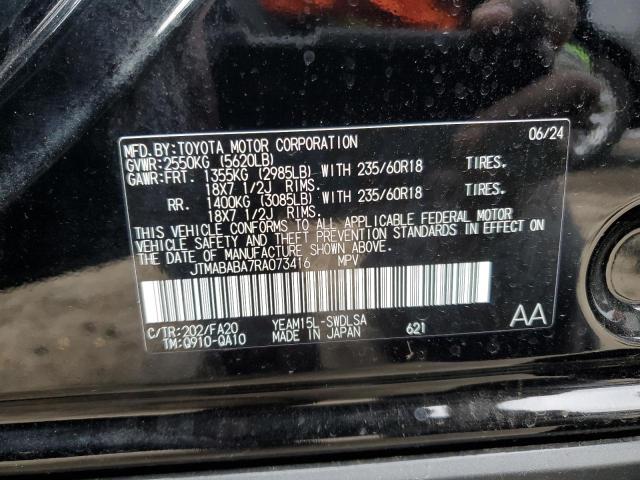 MFD.BY:TOYOTA MOTOR CORPORATION 06/24
GVWR:2550KG (5620LB)
GAWR:FRT. 1355KG (2985LB) WITH 235/60R18 TIRES.
18X7 1/2J RIMS.
RR. 1400KG (3085LB) WITH 235/60R18 TIRES.
18X7 1/2J RIMS.
THIS VEHICLE CONFORMS TO ALL APPLICABLE FEDERAL MOTOR
VEHICLE SAFETY AND THEFT PREVENTION STANDARDS IN EFFECT ON
THE DATE OF MANUFACTURE SHOWN ABOVE.
JTMABABA7RA073416 MPV
C/TR:202/FA20 YEAM15L-SWDLSA 621 AA
TM:Q910-QA10 MADE IN JAPAN